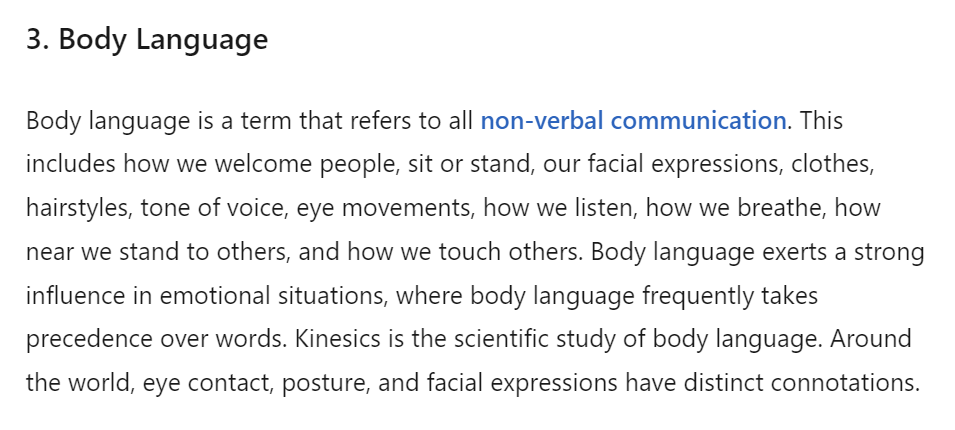 3. Body Language
Body language is a term that refers to all non-verbal communication. This
includes how we welcome people, sit or stand, our facial expressions, clothes,
hairstyles, tone of voice, eye movements, how we listen, how we breathe, how
near we stand to others, and how we touch others. Body language exerts a strong
influence in emotional situations, where body language frequently takes
precedence over words. Kinesics is the scientific study of body language. Around
the world, eye contact, posture, and facial expressions have distinct connotations.